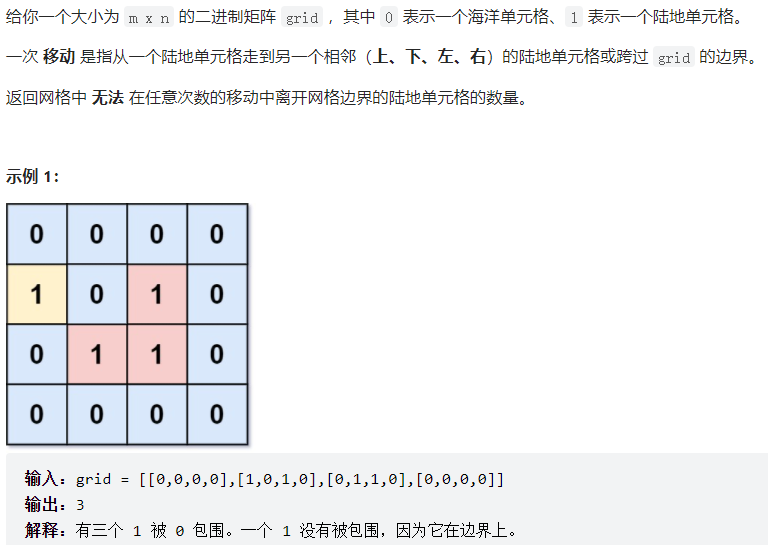 给你一个大小为 m x n 的二进制矩阵 grid ，其中 0 表示一个海洋单元格、1 表示一个陆地单元格。
一次 移动 是指从一个陆地单元格走到另一个相邻（上、下、左、右）的陆地单元格或跨过 grid 的边界。
返回网格中 无法 在任意次数的移动中离开网格边界的陆地单元格的数量。
示例 1：
0 0 0 0
1 0 1 0
0 1 1 0
0 0 0 0
输入：grid = [[0,0,0,0],[1,0,1,0],[0,1,1,0],[0,0,0,0]]
输出：3
解释：有三个 1 被 0 包围。一个 1 没有被包围，因为它在边界上。